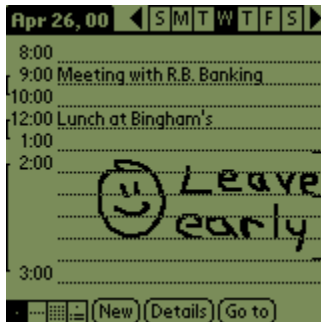 Apr 26, 00 S M T W T F S
8:00
9:00 Meeting with R.B. Banking
10:00
12:00 Lunch at Bingham's
1:00
2:00
Leave
early
3:00
New Details Go to